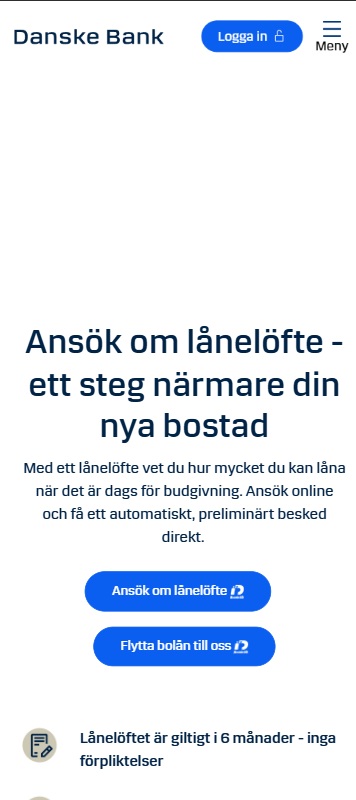 Danske Bank
Logga in
Meny
Ansök om lånelöfte -
ett steg närmare din
nya bostad
Med ett lånelöfte vet du hur mycket du kan låna
när det är dags för budgivning. Ansök online
och få ett automatiskt, preliminärt besked
direkt.
Ansök om lånelöfte
Flytta bolån till oss
Lånelöftet är giltigt i 6 månader - inga
förpliktelser